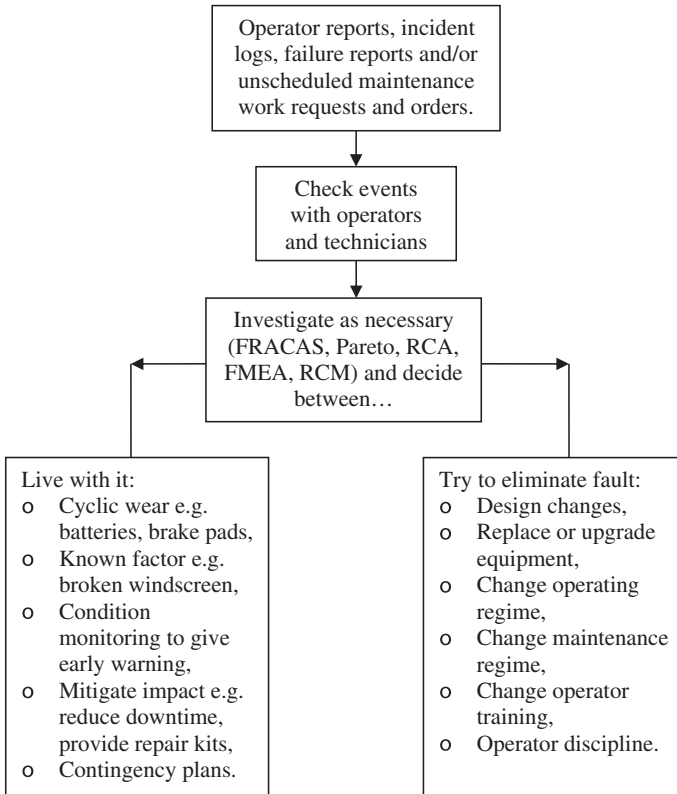 Operator reports, incident
logs, failure reports and/or
unscheduled maintenance
work requests and orders.
Check events
with operators
and technicians
Investigate as necessary
(FRACAS, Pareto, RCA,
FMEA, RCM) and decide
between…
Live with it:
o Cyclic wear e.g.
batteries, brake pads,
o Known factor e.g.
broken windscreen,
o Condition
monitoring to give
early warning,
o Mitigate impact e.g.
reduce downtime,
provide repair kits,
o Contingency plans.
Try to eliminate fault:
o Design changes,
o Replace or upgrade
equipment,
o Change operating
regime,
o Change maintenance
regime,
o Change operator
training,
o Operator discipline.